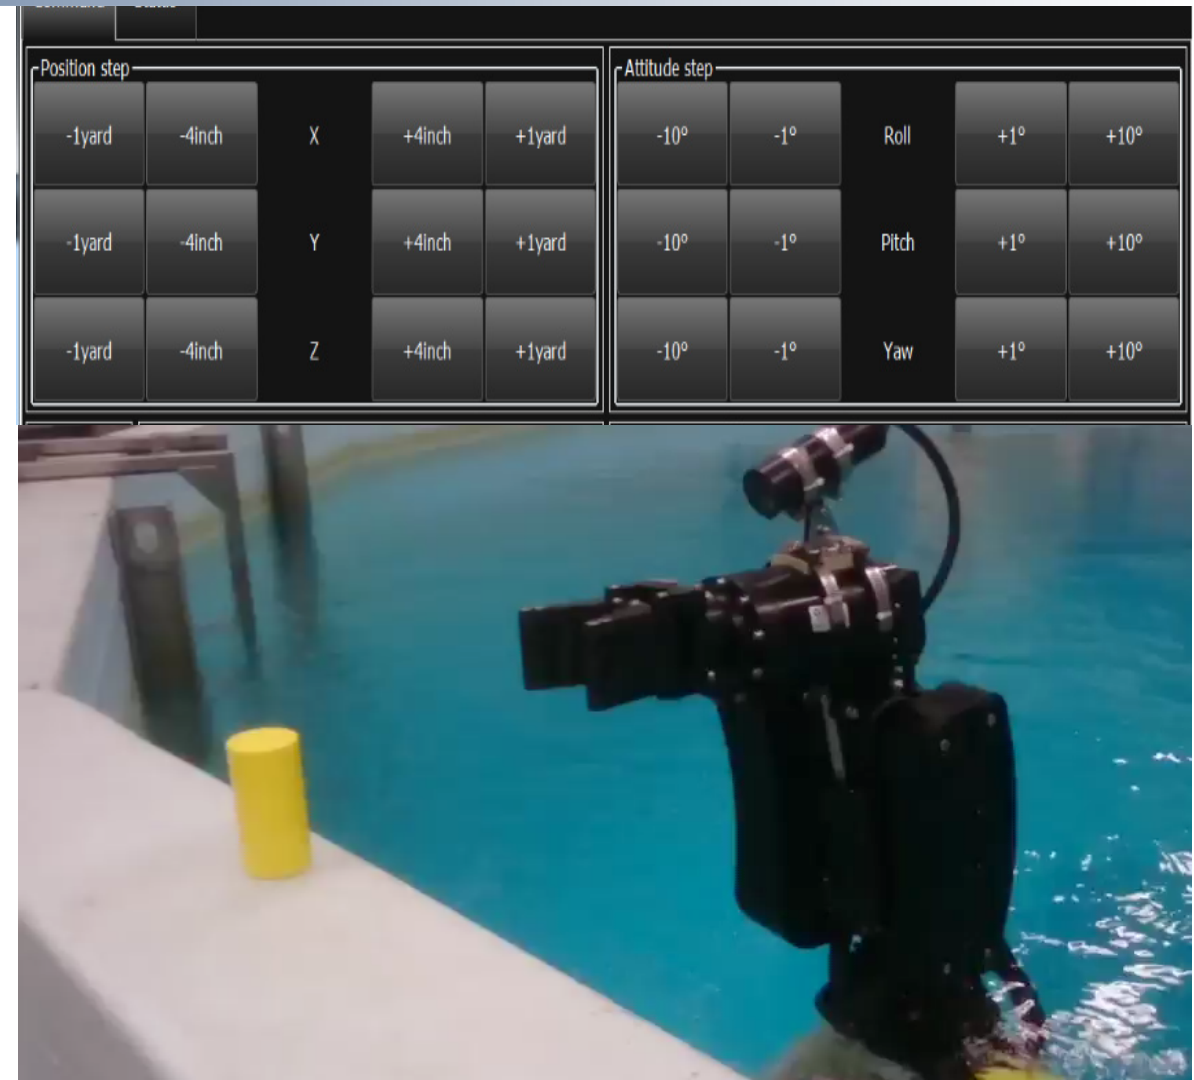 Position step
Attitude step
-1yard -4inch X +4inch +1yard
-10° -1° Roll +1° +10°
-1yard -4inch Y +4inch +1yard
-10° -1° Pitch +1° +10°
-1yard -4inch Z +4inch +1yard
-10° -1° Yaw +1° +10°